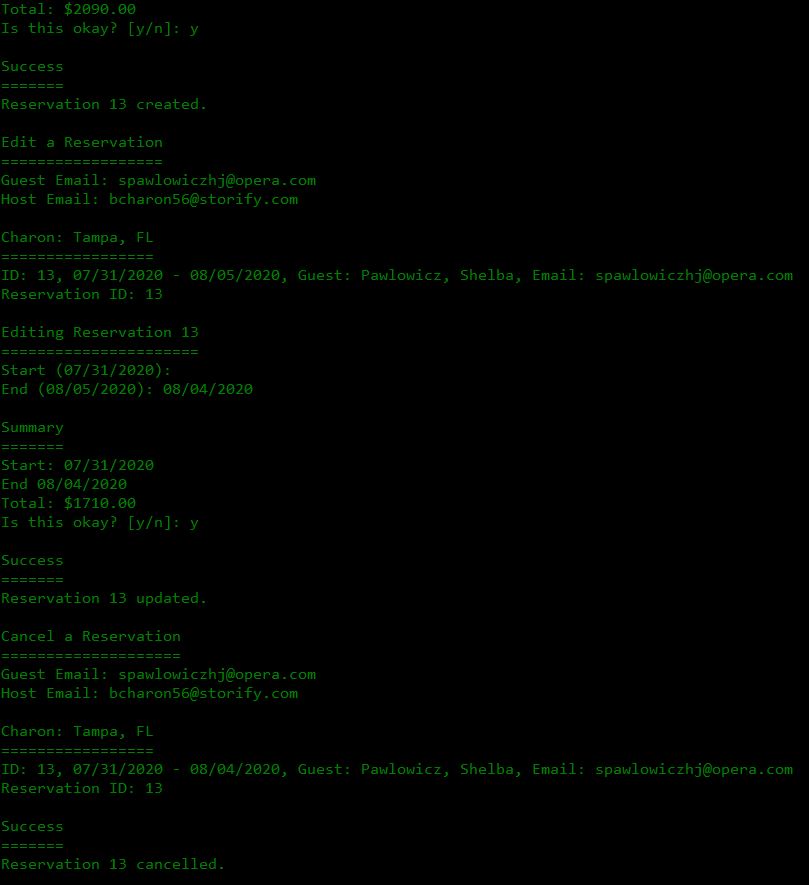 Total: $2090.00
Is this okay? [y/n]: y
Success
=======
Reservation 13 created.
Edit a Reservation
==================
Guest Email: spawlowiczhj@opera.com
Host Email: bcharon56@storify.com
Charon: Tampa, FL
=================
ID: 13, 07/31/2020 - 08/05/2020, Guest: Pawlowicz, Shelba, Email: spawlowiczhj@opera.com
Reservation ID: 13
Editing Reservation 13
======================
Start (07/31/2020):
End (08/05/2020): 08/04/2020
Summary
=======
Start: 07/31/2020
End 08/04/2020
Total: $1710.00
Is this okay? [y/n]: y
Success
=======
Reservation 13 updated.
Cancel a Reservation
====================
Guest Email: spawlowiczhj@opera.com
Host Email: bcharon56@storify.com
Charon: Tampa, FL
=================
ID: 13, 07/31/2020 - 08/04/2020, Guest: Pawlowicz, Shelba, Email: spawlowiczhj@opera.com
Reservation ID: 13
Success
=======
Reservation 13 cancelled.